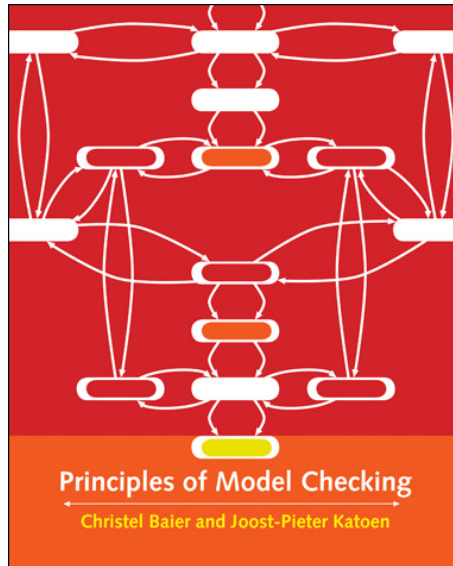 Principles of Model Checking
Christel Baier and Joost-Pieter Katoen